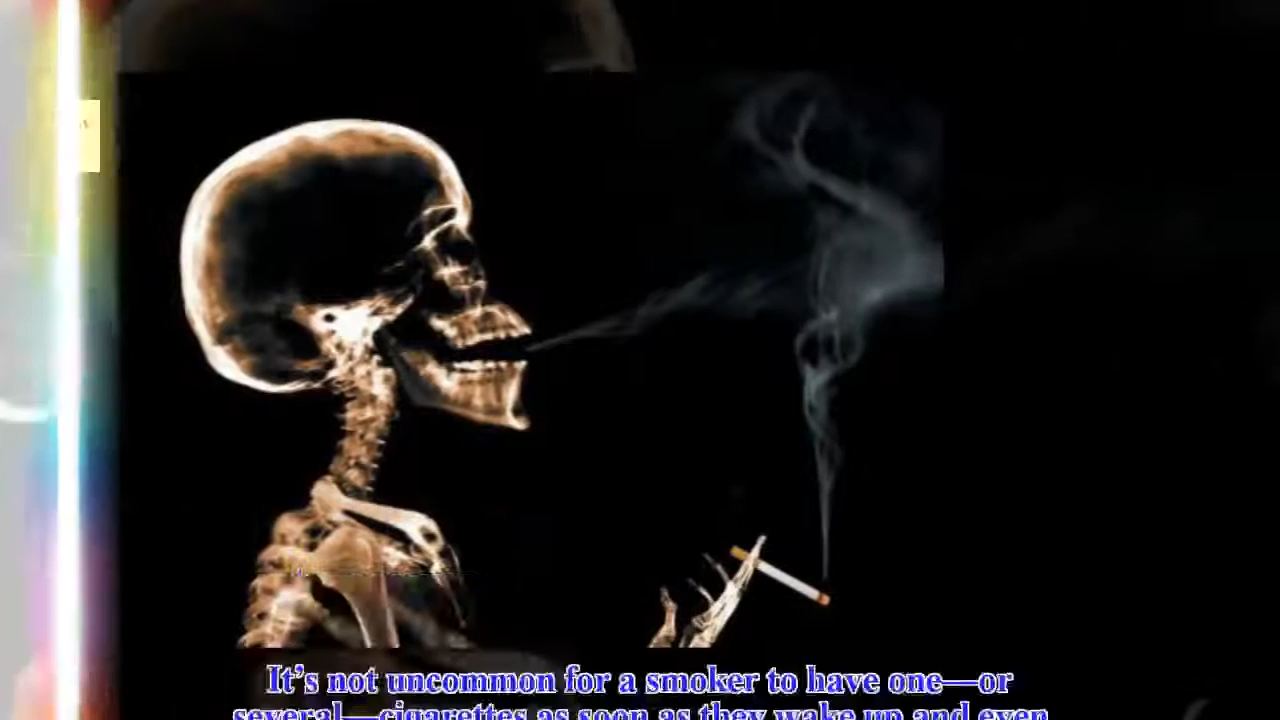 It’s not uncommon for a smoker to have one—or
several—cigarettes as soon as they wake up and even